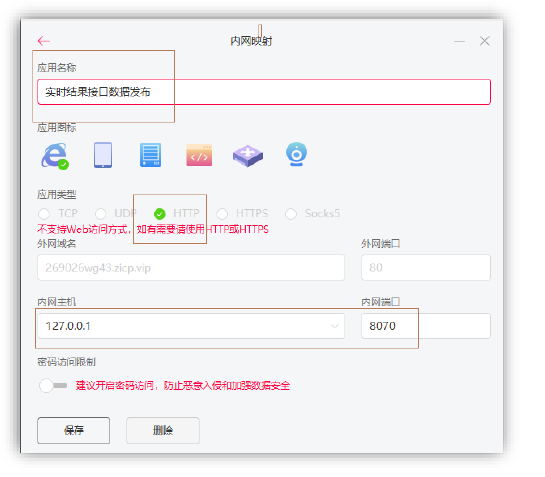 内网映射
应用名称
实时结果接口数据发布
应用图标
应用类型
TCP UDP HTTP HTTPS Socks5
不支持Web访问方式，如有需要请使用HTTP或HTTPS
外网域名 外网端口
269026wg43.zicp.vip 80
内网主机 内网端口
127.0.0.1 8070
密码访问限制
建议开启密码访问，防止恶意入侵和加强数据安全
保存 删除